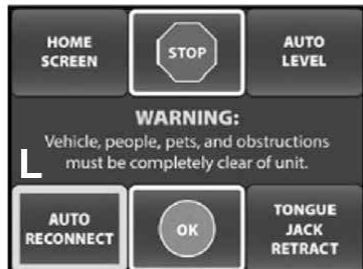 HOME
SCREEN
STOP
AUTO
LEVEL
WARNING:
Vehicle, people, pets, and obstructions
must be completely clear of unit.
L
AUTO
RECONNECT
OK
TONGUE
JACK
RETRACT